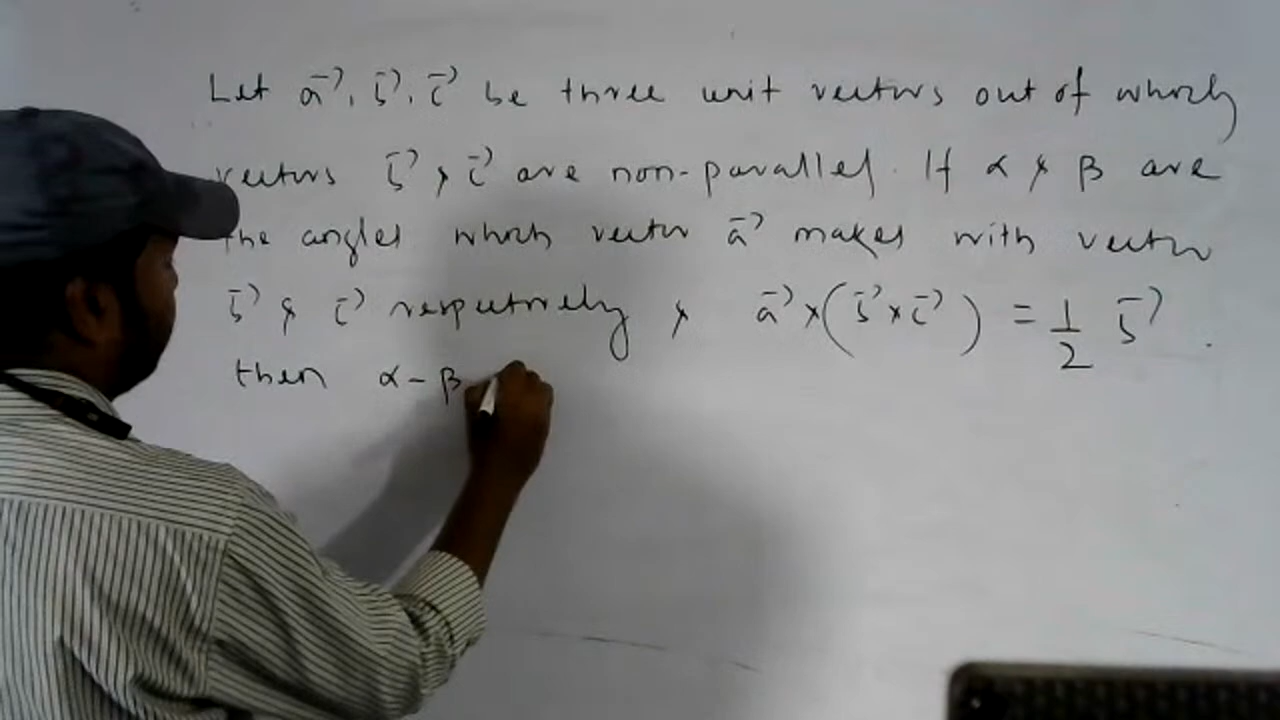 Let a⃗, b⃗, c⃗ be three unit vectors out of which
vectors b⃗ & c⃗ are non-parallel. If α & β are
the angles which vector a⃗ makes with vector
b⃗ & c⃗ respectively & a⃗×(b⃗×c⃗) = 1/2 b⃗.
then α-β